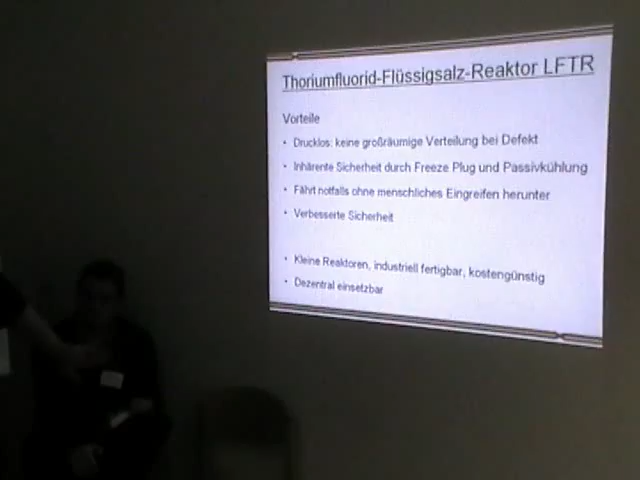 Thoriumfluorid-Flüssigsalz-Reaktor LFTR
Vorteile
• Drucklos: keine großräumige Verteilung bei Defekt
• Inhärente Sicherheit durch Freeze Plug und Passivkühlung
• Fährt notfalls ohne menschliches Eingreifen herunter
• Verbesserte Sicherheit
• Kleine Reaktoren, industriell fertigbar, kostengünstig
• Dezentral einsetzbar